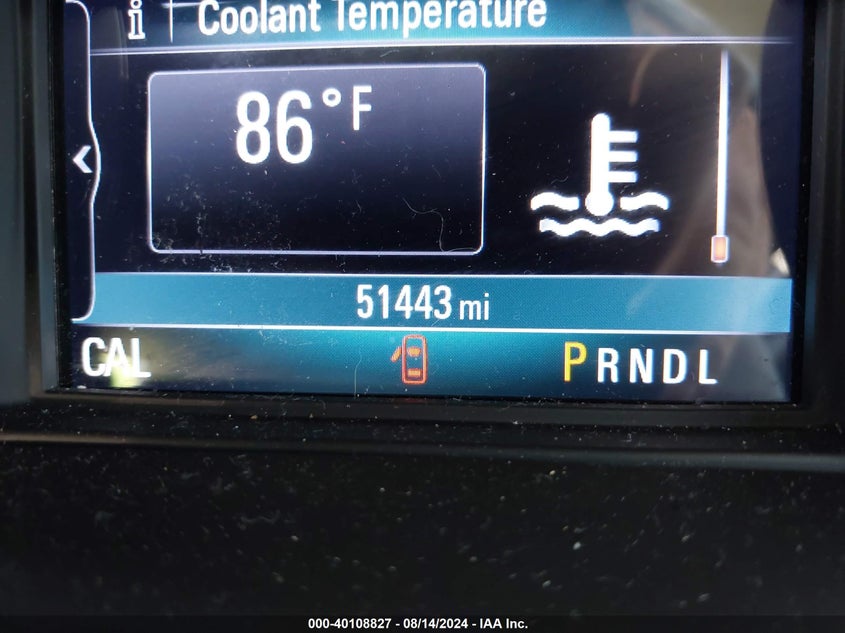 i Coolant Temperature
86°F
51443 mi
CAL PRNDL
000-40108827 - 08/14/2024 - IAA Inc.